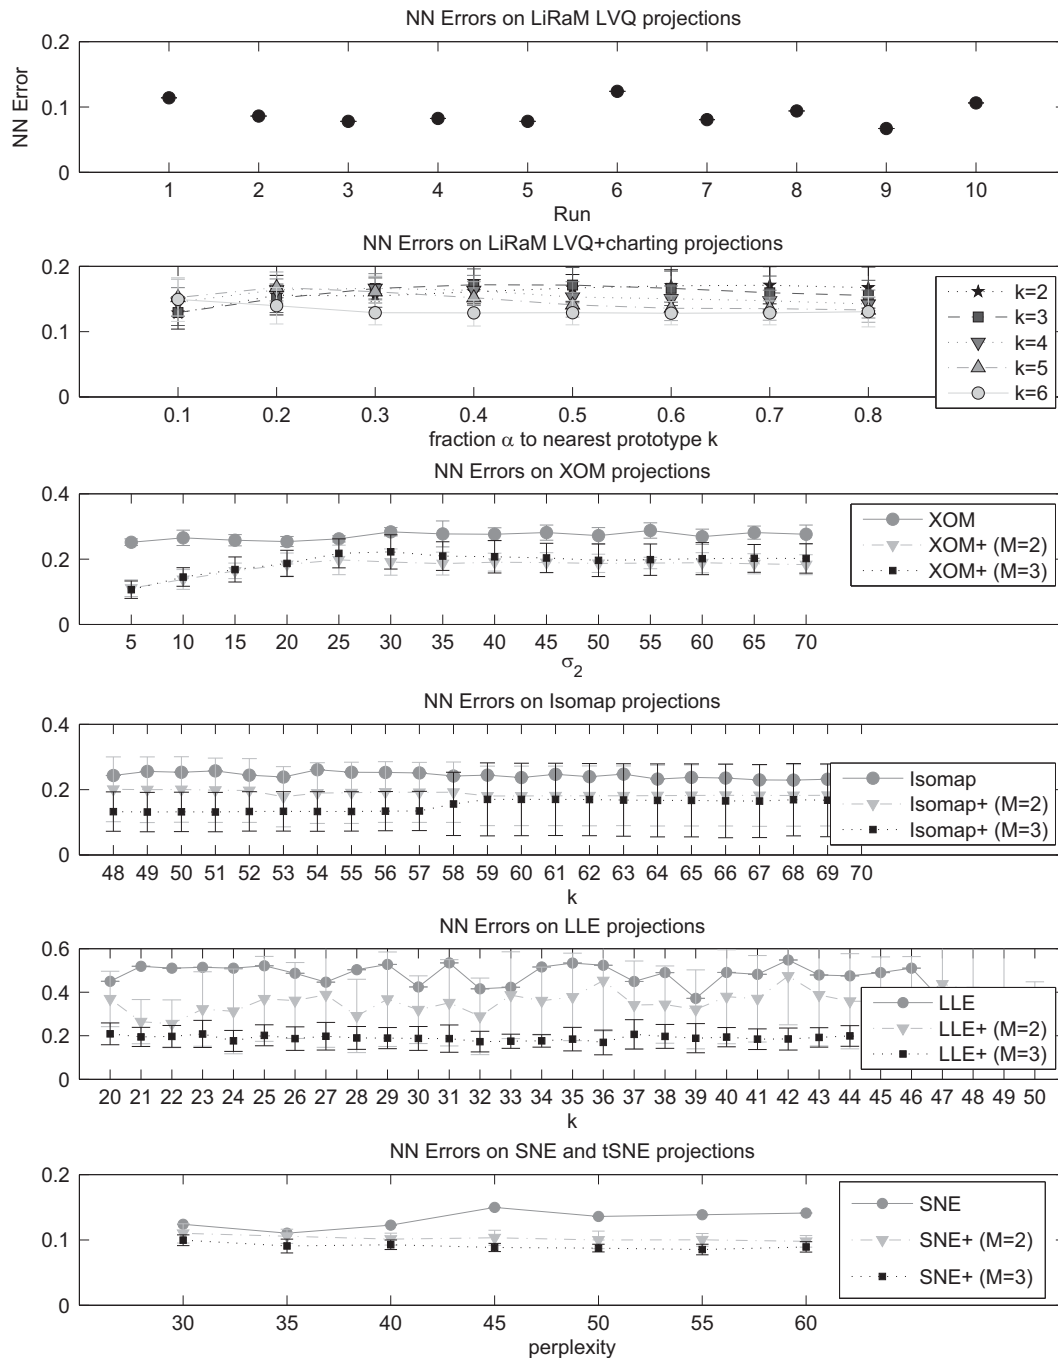 NN Errors on LiRaM LVQ projections
0.2
0.1
0
NN Error
1 2 3 4 5 6 7 8 9 10
Run
NN Errors on LiRaM LVQ+charting projections
0.2
0.1
0
k=2
k=3
k=4
k=5
k=6
0.1 0.2 0.3 0.4 0.5 0.6 0.7 0.8
fraction α to nearest prototype k
NN Errors on XOM projections
0.4
0.2
0
XOM
XOM+ (M=2)
XOM+ (M=3)
5 10 15 20 25 30 35 40 45 50 55 60 65 70
σ2
NN Errors on Isomap projections
0.4
0.2
0
Isomap
Isomap+ (M=2)
Isomap+ (M=3)
48 49 50 51 52 53 54 55 56 57 58 59 60 61 62 63 64 65 66 67 68 69 70
k
NN Errors on LLE projections
0.6
0.4
0.2
0
LLE
LLE+ (M=2)
LLE+ (M=3)
20 21 22 23 24 25 26 27 28 29 30 31 32 33 34 35 36 37 38 39 40 41 42 43 44 45 46 47 48 49 50
k
NN Errors on SNE and tSNE projections
0.2
0.1
0
SNE
SNE+ (M=2)
SNE+ (M=3)
30 35 40 45 50 55 60
perplexity